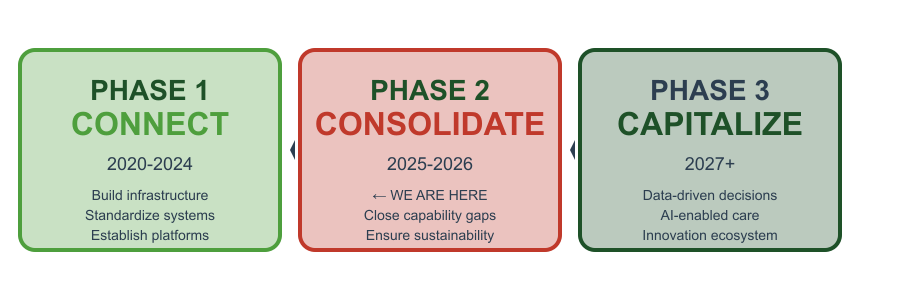 PHASE 1
CONNECT
2020-2024
Build infrastructure
Standardize systems
Establish platforms
PHASE 2
CONSOLIDATE
2025-2026
← WE ARE HERE
Close capability gaps
Ensure sustainability
PHASE 3
CAPITALIZE
2027+
Data-driven decisions
AI-enabled care
Innovation ecosystem